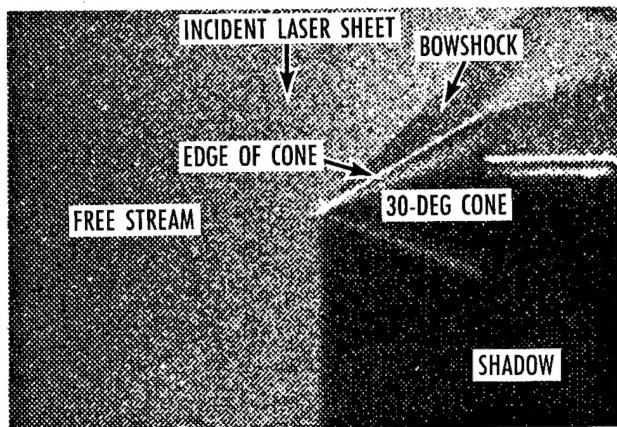 INCIDENT LASER SHEET
BOWSHOCK
EDGE OF CONE
30-DEG CONE
FREE STREAM
SHADOW